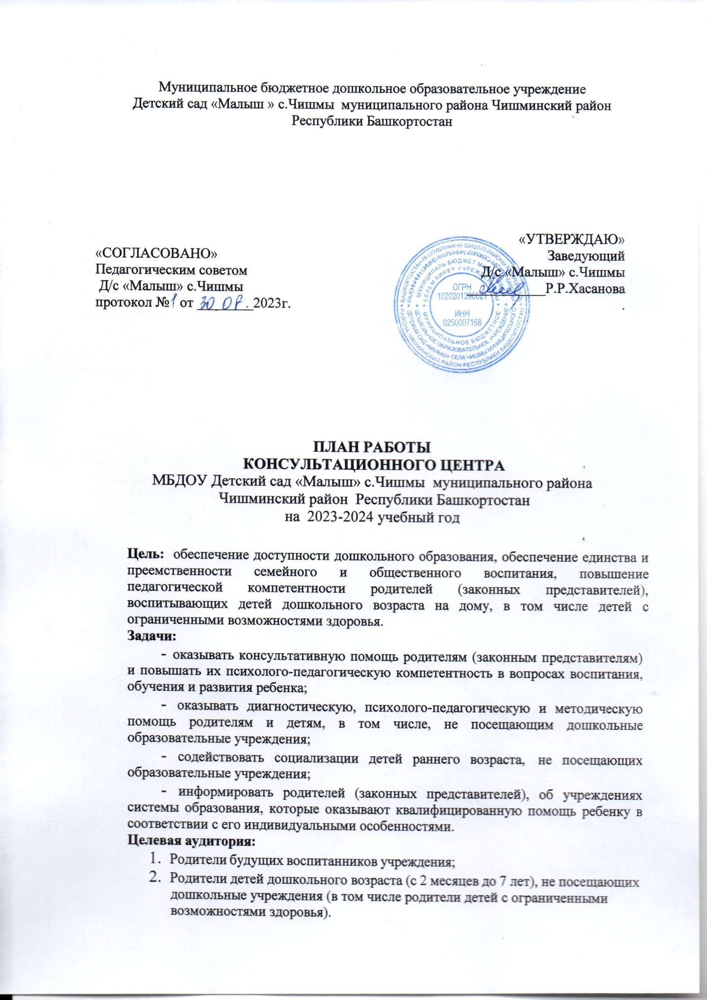 Муниципальное бюджетное дошкольное образовательное учреждение
Детский сад «Малыш » с.Чишмы муниципального района Чишминский район
Республики Башкортостан
«СОГЛАСОВАНО»
Педагогическим советом
Д/с «Малыш» с.Чишмы
протокол №1 от 30.08.2023г.
«УТВЕРЖДАЮ»
Заведующий
Д/с «Малыш» с.Чишмы
Р.Р.Хасанова
.
ОГРН
ИНН
0250007168
МУНИЦИПАЛЬНОЕ БЮДЖЕТНОЕ
ДОШКОЛЬНОЕ ОБРАЗОВАТЕЛЬНОЕ УЧРЕЖДЕНИЕ
ДЕТСКИЙ САД «МАЛЫШ» СЕЛА ЧИШМЫ МУНИЦИПАЛЬНОГО
РАЙОНА ЧИШМИНСКИЙ РАЙОН РЕСПУБЛИКИ БАШКОРТОСТАН
ПЛАН РАБОТЫ
КОНСУЛЬТАЦИОННОГО ЦЕНТРА
МБДОУ Детский сад «Малыш» с.Чишмы муниципального района
Чишминский район Республики Башкортостан
на 2023-2024 учебный год
Цель: обеспечение доступности дошкольного образования, обеспечение единства и
преемственности семейного и общественного воспитания, повышение
педагогической компетентности родителей (законных представителей),
воспитывающих детей дошкольного возраста на дому, в том числе детей с
ограниченными возможностями здоровья.
Задачи:
- оказывать консультативную помощь родителям (законным представителям)
и повышать их психолого-педагогическую компетентность в вопросах воспитания,
обучения и развития ребенка;
- оказывать диагностическую, психолого-педагогическую и методическую
помощь родителям и детям, в том числе, не посещающим дошкольные
образовательные учреждения;
- содействовать социализации детей раннего возраста, не посещающих
образовательные учреждения;
- информировать родителей (законных представителей), об учреждениях
системы образования, которые оказывают квалифицированную помощь ребенку в
соответствии с его индивидуальными особенностями.
Целевая аудитория:
1. Родители будущих воспитанников учреждения;
2. Родители детей дошкольного возраста (с 2 месяцев до 7 лет), не посещающих
дошкольные учреждения (в том числе родители детей с ограниченными
возможностями здоровья).